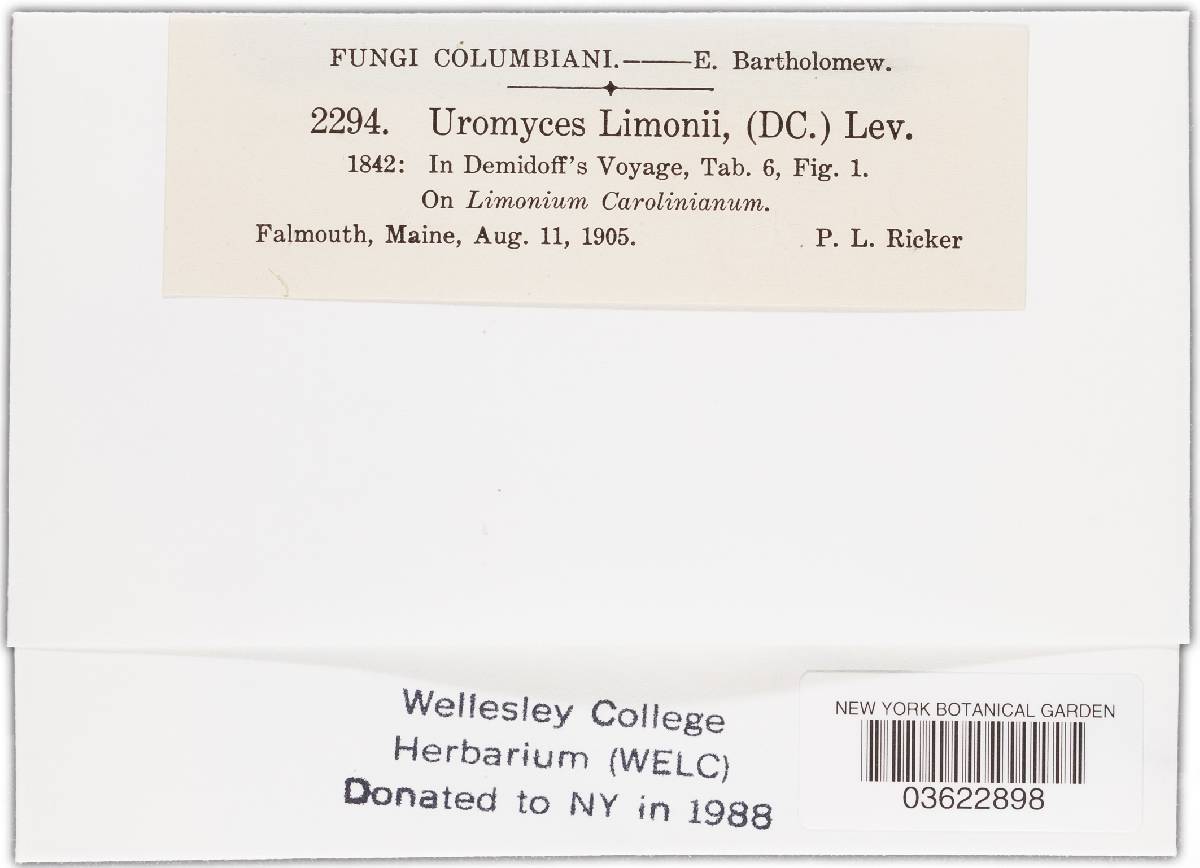 FUNGI COLUMBIANI.——E. Bartholomew.
2294. Uromyces Limonii, (DC.) Lev.
1842: In Demidoff's Voyage, Tab. 6, Fig. 1.
On Limonium Carolinianum.
Falmouth, Maine, Aug. 11, 1905. P. L. Ricker
Wellesley College
Herbarium (WELC)
Donated to NY in 1988
NEW YORK BOTANICAL GARDEN
03622898